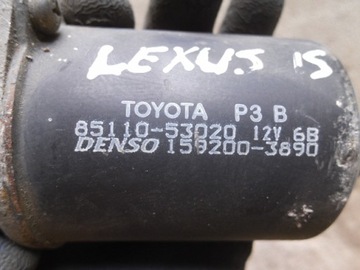 LEXUS IS
TOYOTA P3 B
85110-53020 12V 6B
DENSO 159200-3890